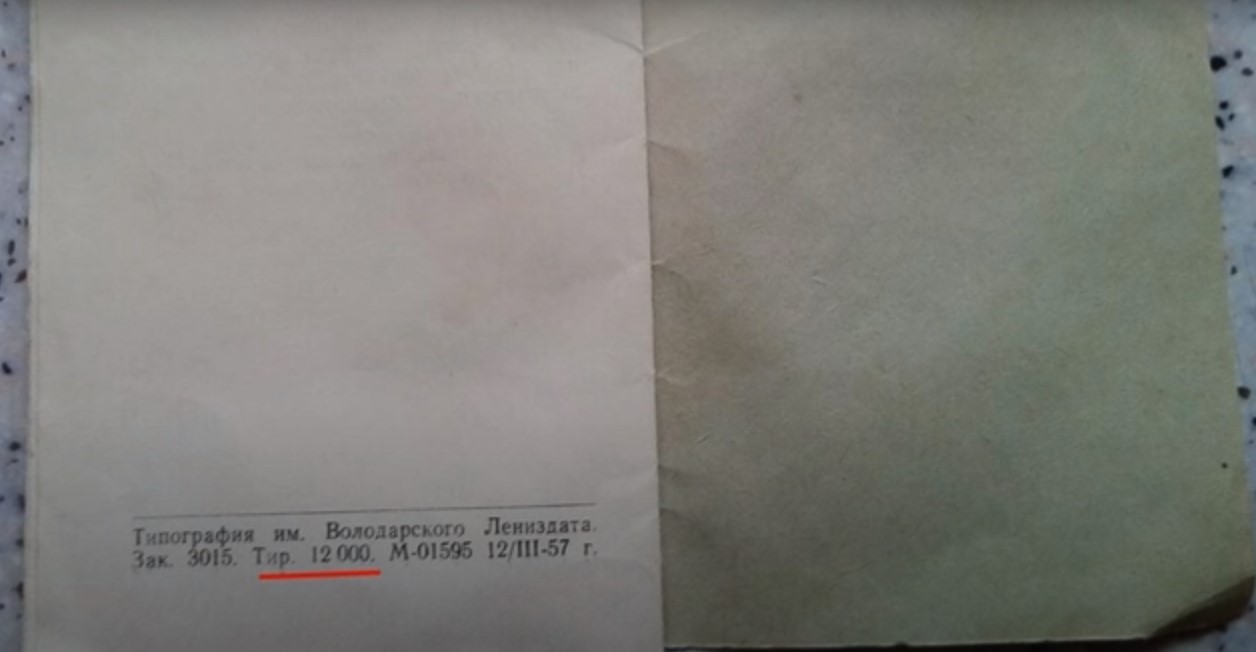 Типография им. Володарского Лениздата.
Зак. 3015. Тир. 12 000. М-01595 12/III-57 г.